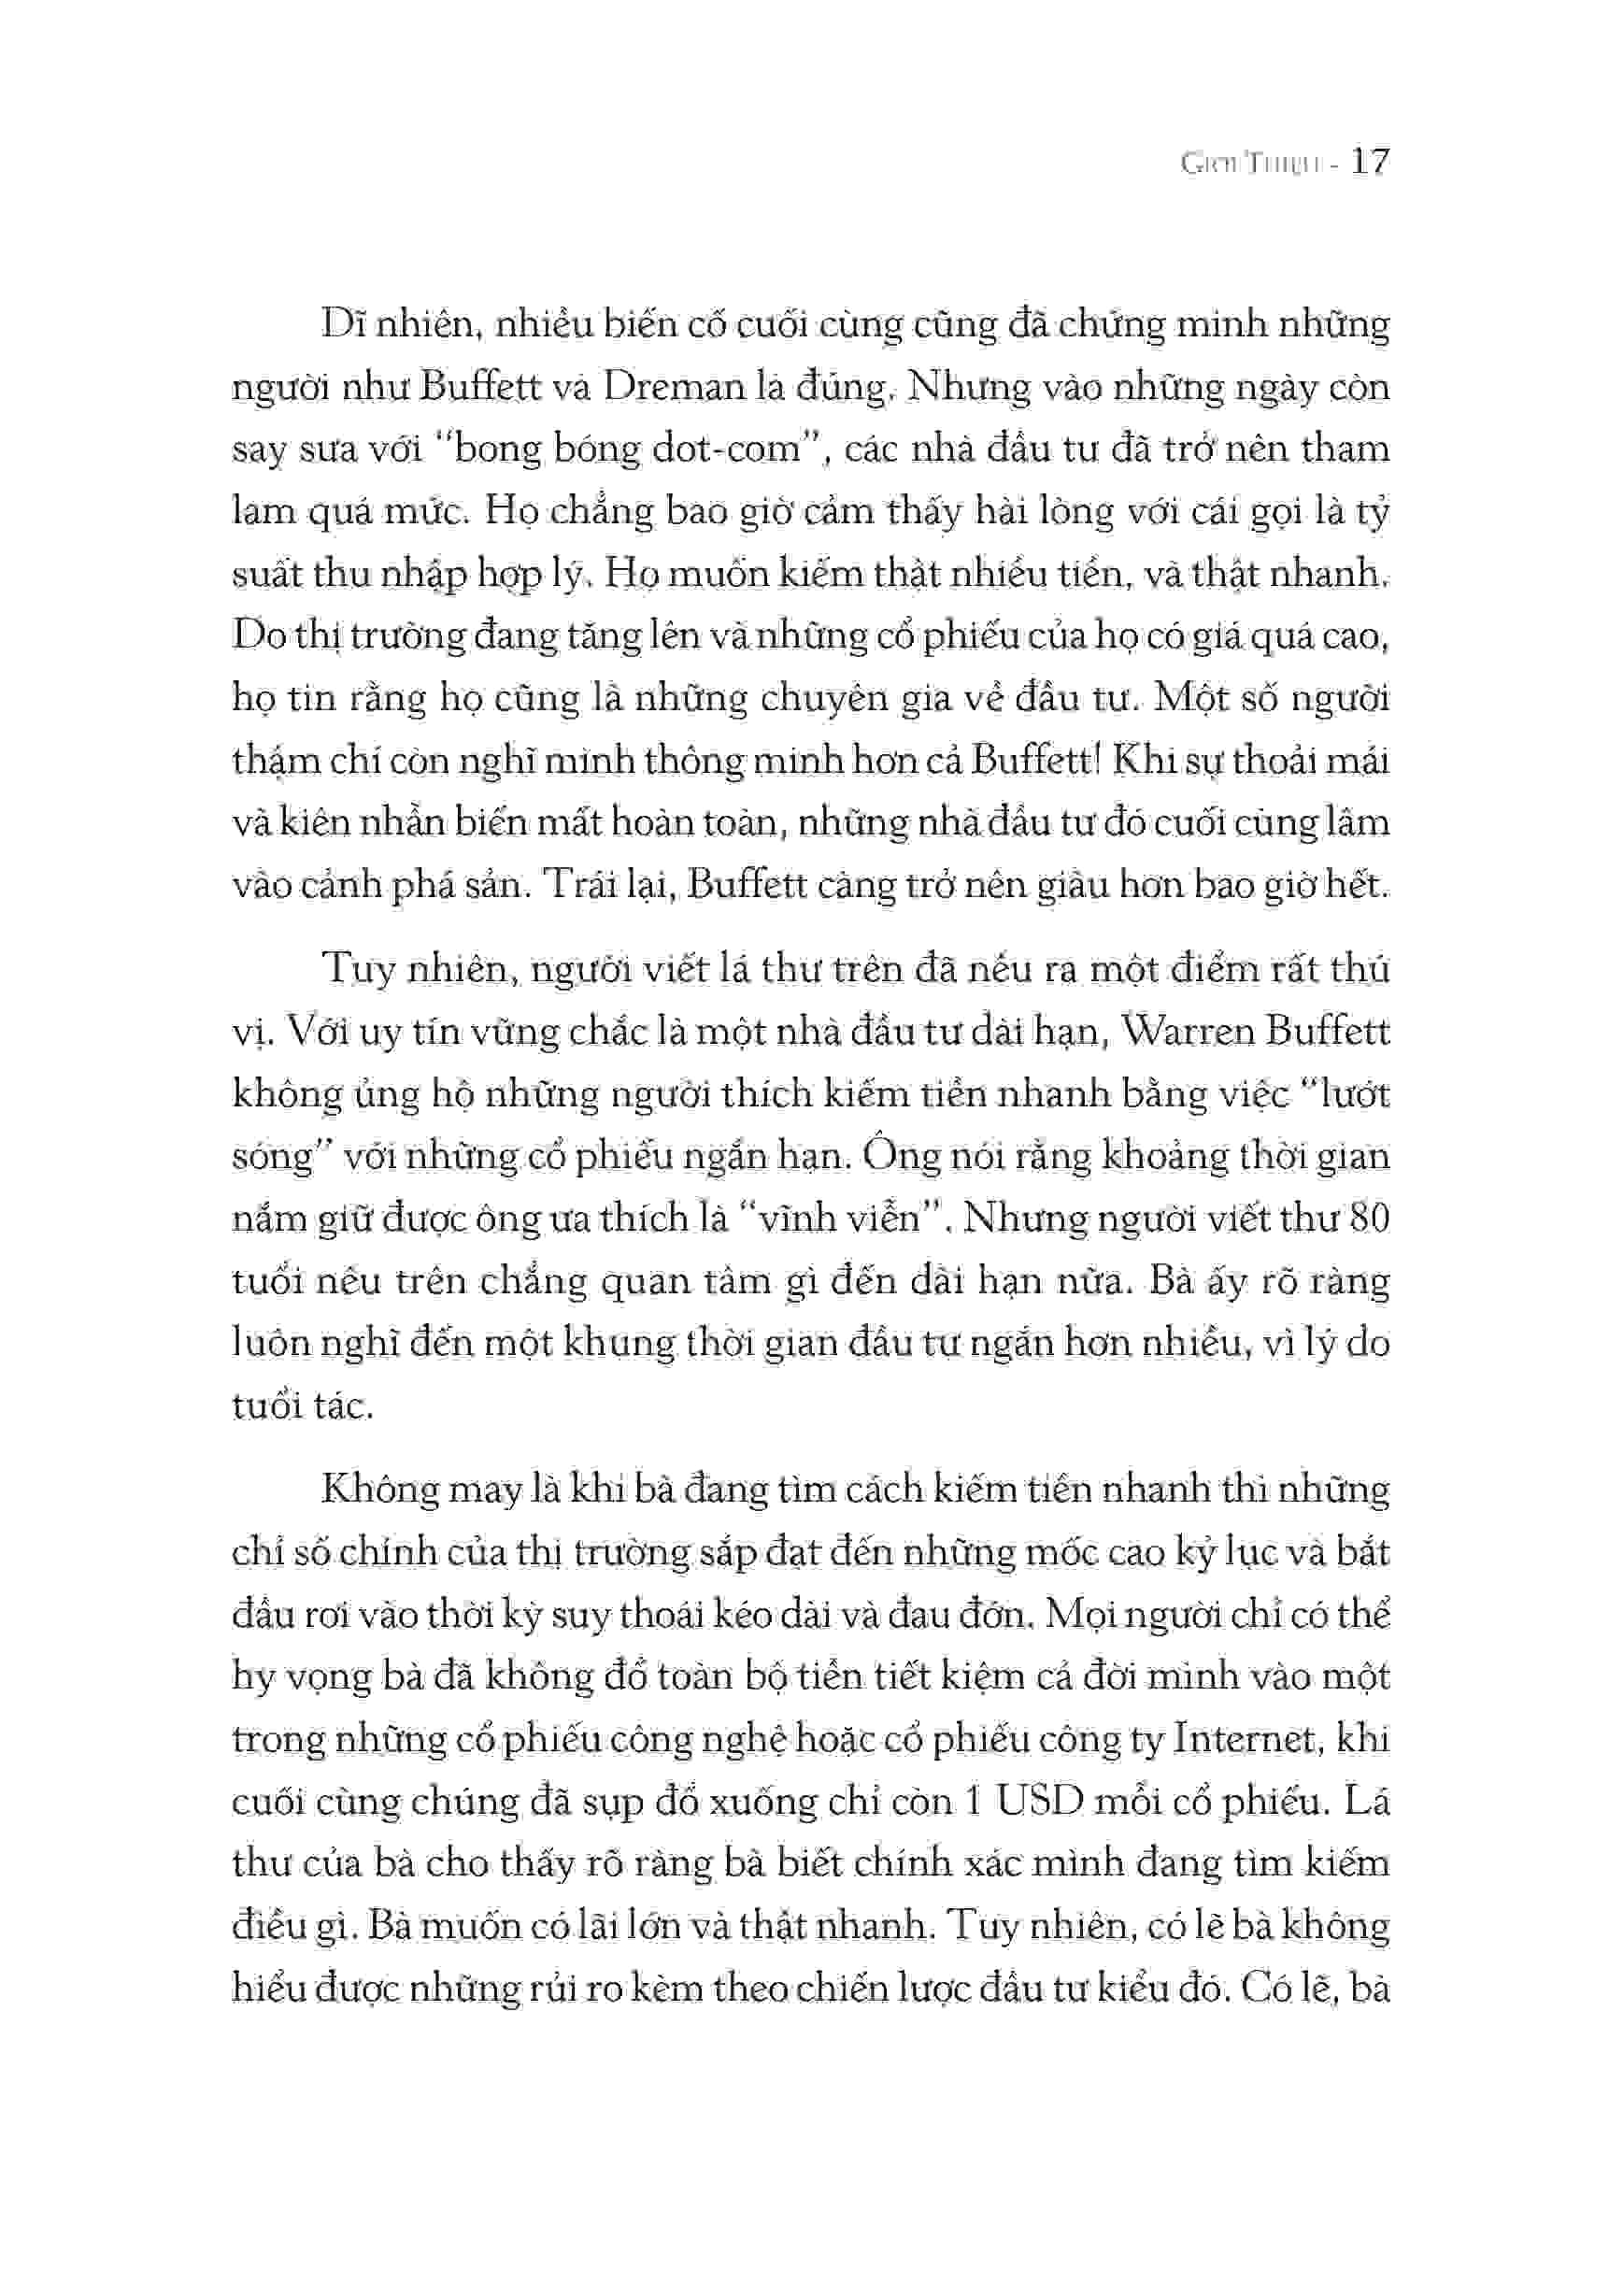 Giới Thiệu - 17
Dĩ nhiên, nhiều biến cố cuối cùng cũng đã chứng minh những
người như Buffett và Dreman là đúng. Nhưng vào những ngày còn
say sưa với “bong bóng dot-com”, các nhà đầu tư đã trở nên tham
lam quá mức. Họ chẳng bao giờ cảm thấy hài lòng với cái gọi là tỷ
suất thu nhập hợp lý. Họ muốn kiếm thật nhiều tiền, và thật nhanh.
Do thị trường đang tăng lên và những cổ phiếu của họ có giá quá cao,
họ tin rằng họ cũng là những chuyên gia về đầu tư. Một số người
thậm chí còn nghĩ mình thông minh hơn cả Buffett! Khi sự thoải mái
và kiên nhẫn biến mất hoàn toàn, những nhà đầu tư đó cuối cùng lâm
vào cảnh phá sản. Trái lại, Buffett càng trở nên giàu hơn bao giờ hết.
Tuy nhiên, người viết lá thư trên đã nêu ra một điểm rất thú
vị. Với uy tín vững chắc là một nhà đầu tư dài hạn, Warren Buffett
không ủng hộ những người thích kiếm tiền nhanh bằng việc “lướt
sóng” với những cổ phiếu ngắn hạn. Ông nói rằng khoảng thời gian
nắm giữ được ông ưa thích là “vĩnh viễn”. Nhưng người viết thư 80
tuổi nêu trên chẳng quan tâm gì đến dài hạn nữa. Bà ấy rõ ràng
luôn nghĩ đến một khung thời gian đầu tư ngắn hơn nhiều, vì lý do
tuổi tác.
Không may là khi bà đang tìm cách kiếm tiền nhanh thì những
chỉ số chính của thị trường sắp đạt đến những mốc cao kỷ lục và bắt
đầu rơi vào thời kỳ suy thoái kéo dài và đau đớn. Mọi người chỉ có thể
hy vọng bà đã không đổ toàn bộ tiền tiết kiệm cả đời mình vào một
trong những cổ phiếu công nghệ hoặc cổ phiếu công ty Internet, khi
cuối cùng chúng đã sụp đổ xuống chỉ còn 1 USD mỗi cổ phiếu. Lá
thư của bà cho thấy rõ ràng bà biết chính xác mình đang tìm kiếm
điều gì. Bà muốn có lãi lớn và thật nhanh. Tuy nhiên, có lẽ bà không
hiểu được những rủi ro kèm theo chiến lược đầu tư kiểu đó. Có lẽ, bà